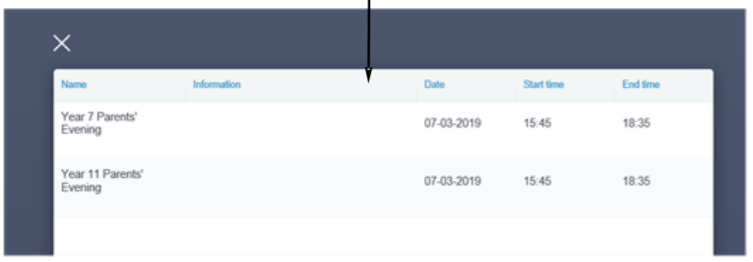 Name Information Date Start time End time
Year 7 Parents'
Evening 07-03-2019 15:45 18:35
Year 11 Parents'
Evening 07-03-2019 15:45 18:35